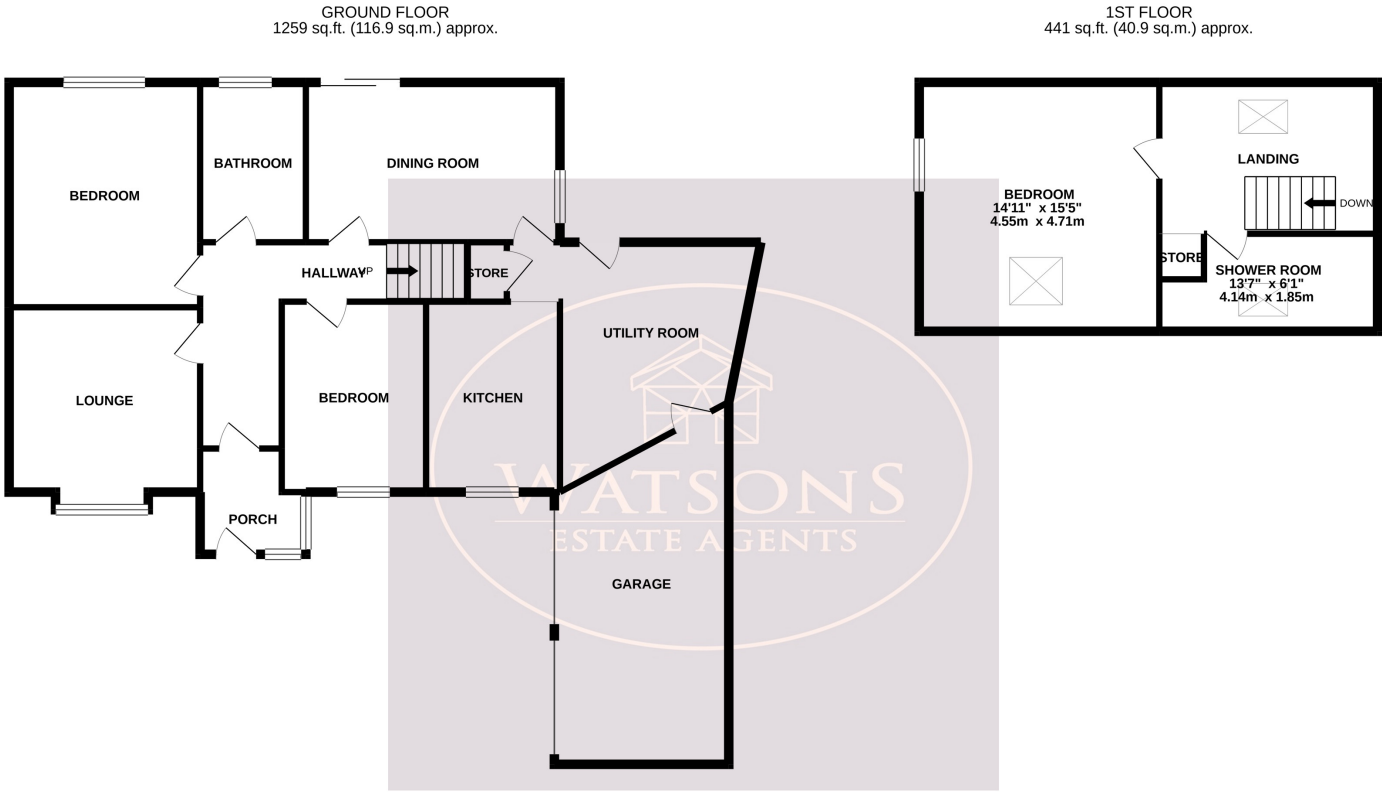 GROUND FLOOR
1259 sq.ft. (116.9 sq.m.) approx.
1ST FLOOR
441 sq.ft. (40.9 sq.m.) approx.
BEDROOM
BATHROOM
DINING ROOM
HALLWAY
UP
STORE
UTILITY ROOM
LOUNGE
BEDROOM
KITCHEN
PORCH
GARAGE
WATSONS
ESTATE AGENTS
BEDROOM
14'11" x 15'5"
4.55m x 4.71m
LANDING
DOWN
STORE
SHOWER ROOM
13'7" x 6'1"
4.14m x 1.85m